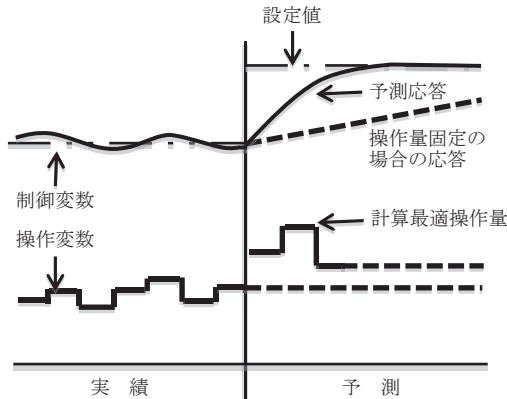 設定値
予測応答
操作量固定の
場合の応答
制御変数
操作変数
計算最適操作量
実 績
予 測